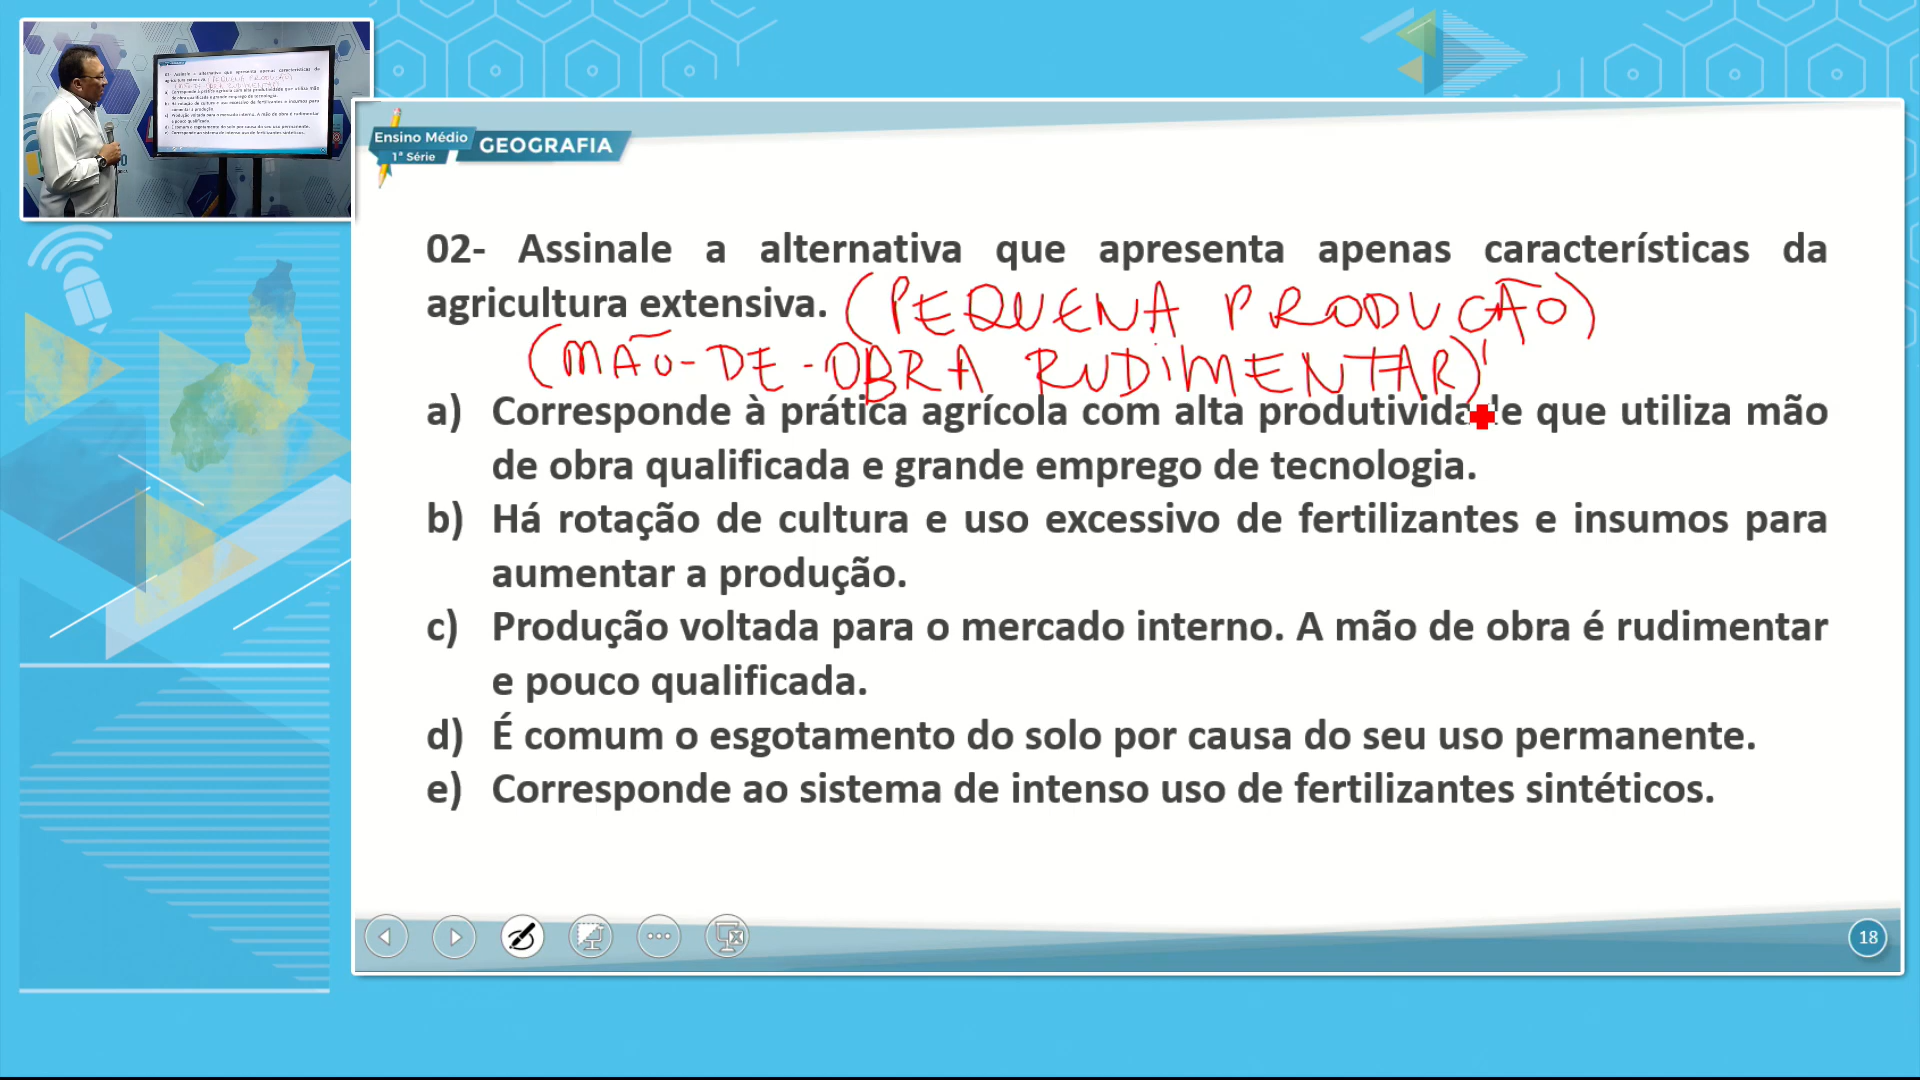 Ensino Médio
1ª Série
GEOGRAFIA
02- Assinale a alternativa que apresenta apenas características da
agricultura extensiva. (PEQUENA PRODUCÃO)
(MÃO-DE-OBRA RUDIMENTAR)
a) Corresponde à prática agrícola com alta produtividade que utiliza mão
de obra qualificada e grande emprego de tecnologia.
b) Há rotação de cultura e uso excessivo de fertilizantes e insumos para
aumentar a produção.
c) Produção voltada para o mercado interno. A mão de obra é rudimentar
e pouco qualificada.
d) É comum o esgotamento do solo por causa do seu uso permanente.
e) Corresponde ao sistema de intenso uso de fertilizantes sintéticos.
18